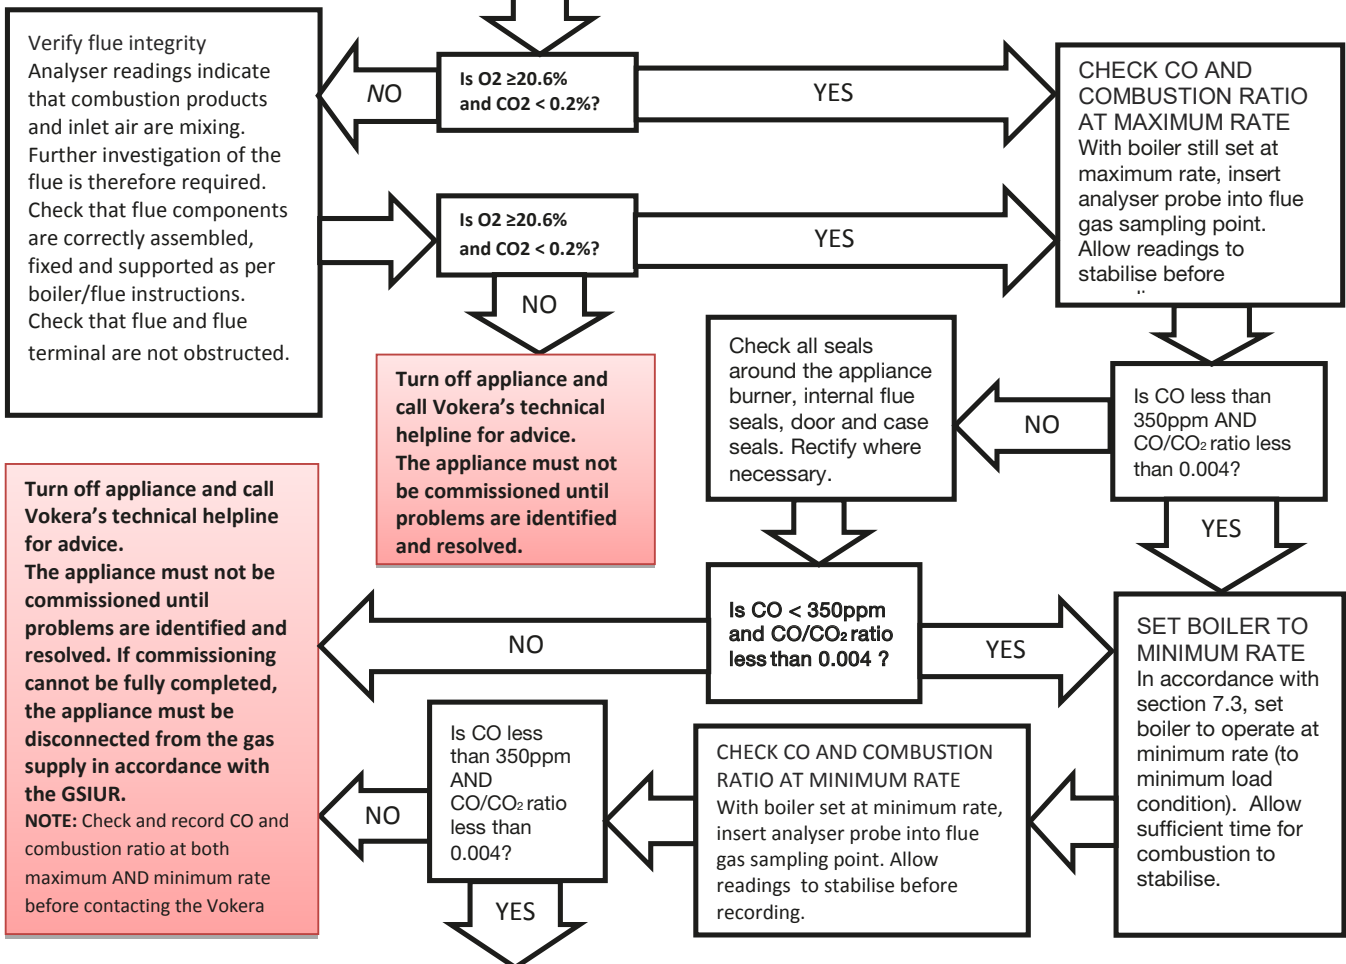 Verify flue integrity
Analyser readings indicate
that combustion products
and inlet air are mixing.
Further investigation of the
flue is therefore required.
Check that flue components
are correctly assembled,
fixed and supported as per
boiler/flue instructions.
Check that flue and flue
terminal are not obstructed.
NO
Is O2 ≥20.6%
and CO2 < 0.2%?
YES
CHECK CO AND
COMBUSTION RATIO
AT MAXIMUM RATE
With boiler still set at
maximum rate, insert
analyser probe into flue
gas sampling point.
Allow readings to
stabilise before
Is O2 ≥20.6%
and CO2 < 0.2%?
YES
NO
Turn off appliance and
call Vokera’s technical
helpline for advice.
The appliance must not
be commissioned until
problems are identified
and resolved.
Check all seals
around the appliance
burner, internal flue
seals, door and case
seals. Rectify where
necessary.
NO
Is CO less than
350ppm AND
CO/CO₂ ratio less
than 0.004?
YES
Turn off appliance and call
Vokera’s technical helpline
for advice.
The appliance must not be
commissioned until
problems are identified and
resolved. If commissioning
cannot be fully completed,
the appliance must be
disconnected from the gas
supply in accordance with
the GSIUR.
NOTE: Check and record CO and
combustion ratio at both
maximum AND minimum rate
before contacting the Vokera
NO
Is CO < 350ppm
and CO/CO₂ ratio
less than 0.004 ?
YES
SET BOILER TO
MINIMUM RATE
In accordance with
section 7.3, set
boiler to operate at
minimum rate (to
minimum load
condition). Allow
sufficient time for
combustion to
stabilise.
CHECK CO AND COMBUSTION
RATIO AT MINIMUM RATE
With boiler set at minimum rate,
insert analyser probe into flue
gas sampling point. Allow
readings to stabilise before
recording.
Is CO less
than 350ppm
AND
CO/CO₂ ratio
less than
0.004?
NO
YES